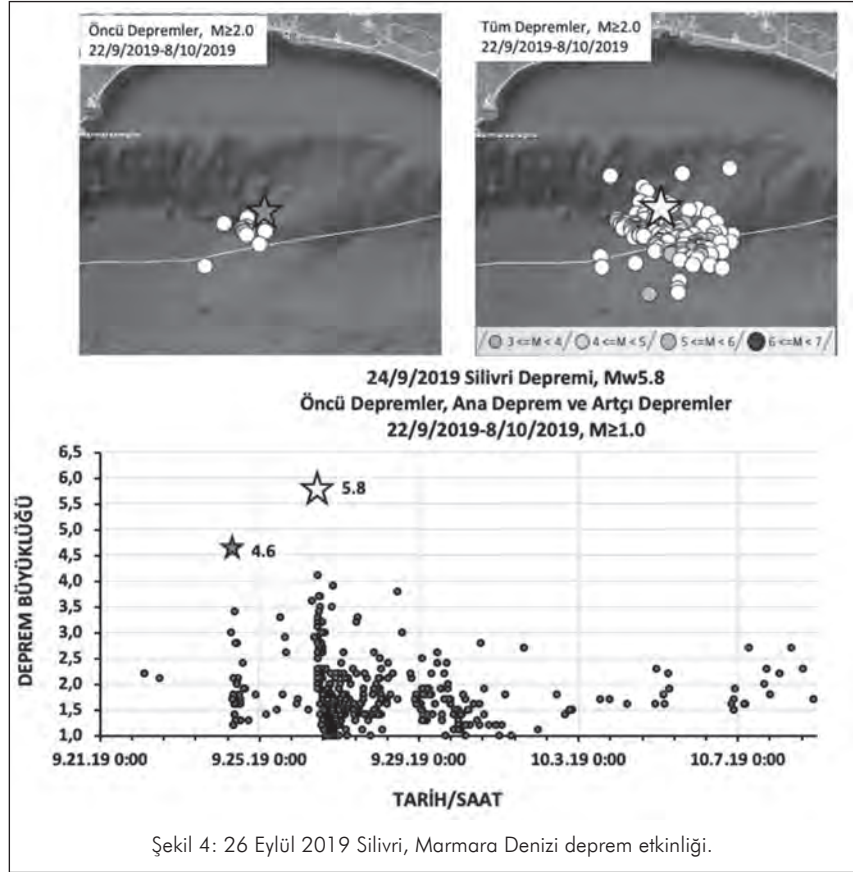 Öncü Depremler, M≥2.0
22/9/2019-8/10/2019
Tüm Depremler, M≥2.0
22/9/2019-8/10/2019
3 <=M < 4 / 4 <=M < 5 / 5 <=M < 6 / 6 <=M < 7
24/9/2019 Silivri Depremi, Mw5.8
Öncü Depremler, Ana Deprem ve Artçı Depremler
22/9/2019-8/10/2019, M≥1.0
DEPREM BÜYÜKLÜĞÜ
6,5
6,0
5,5
5,0
4,5
4,0
3,5
3,0
2,5
2,0
1,5
1,0
5.8
4.6
9.21.19 0:00 9.25.19 0:00 9.29.19 0:00 10.3.19 0:00 10.7.19 0:00
TARİH/SAAT
Şekil 4: 26 Eylül 2019 Silivri, Marmara Denizi deprem etkinliği.